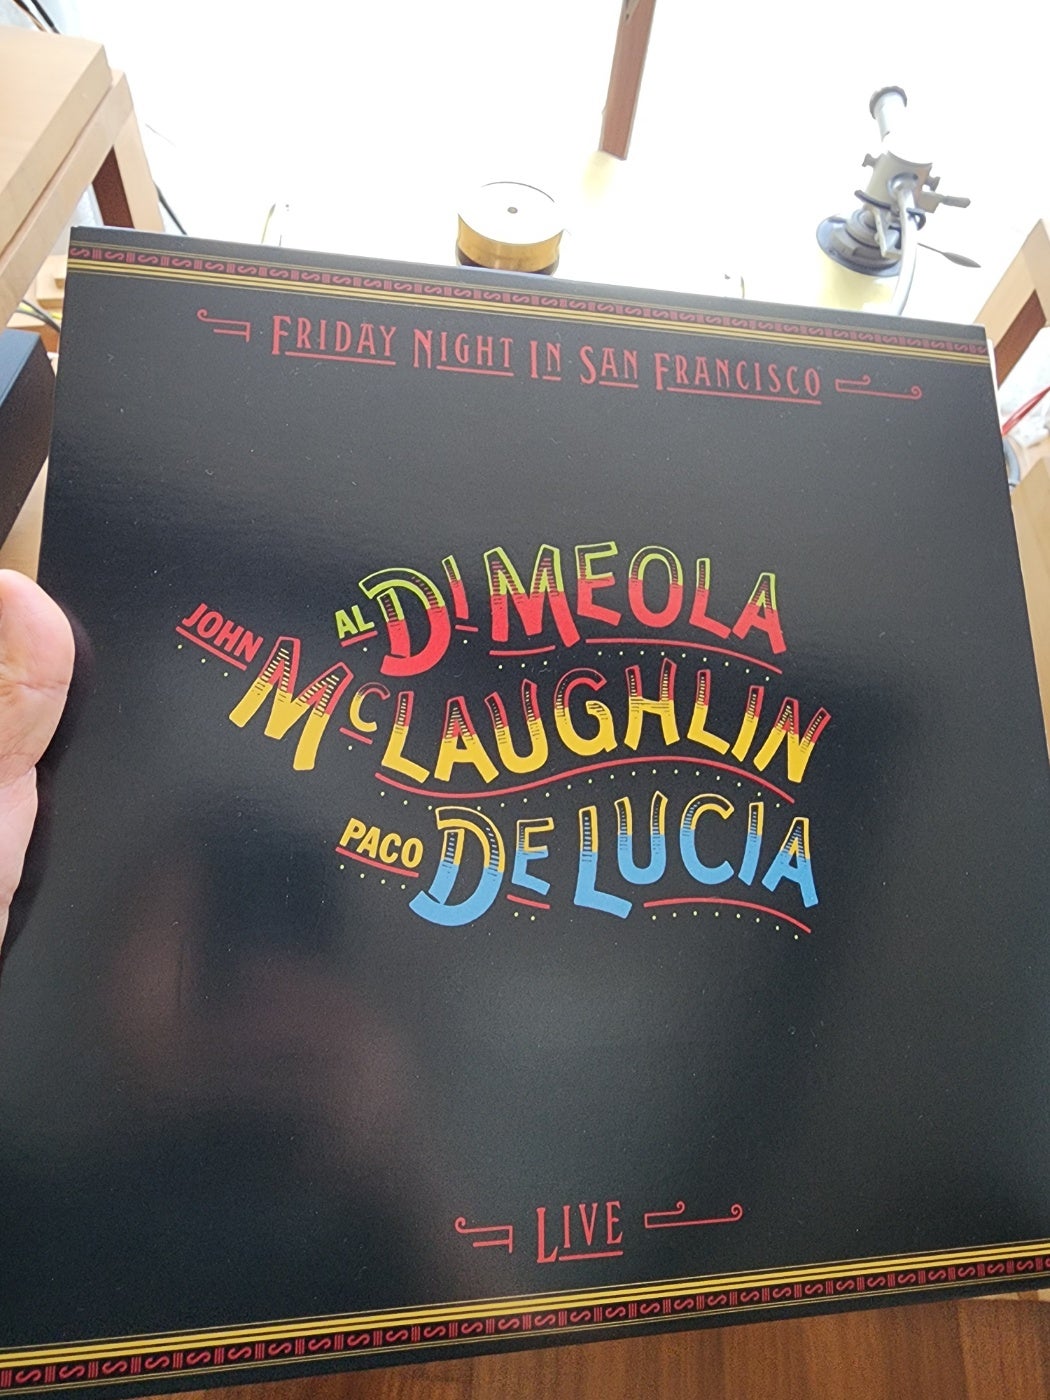 FRIDAY NIGHT IN SAN FRANCISCO
AL DI MEOLA
JOHN McLAUGHLIN
PACO DE LUCIA
LIVE